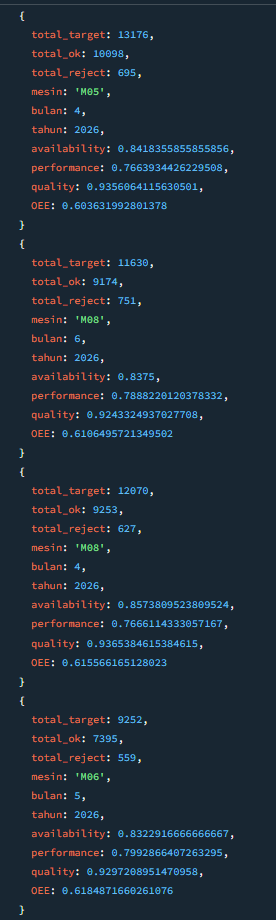 {
total_target: 13176,
total_ok: 10098,
total_reject: 695,
mesin: 'M05',
bulan: 4,
tahun: 2026,
availability: 0.8418355855855856,
performance: 0.7663934426229508,
quality: 0.9356064115630501,
OEE: 0.603631992801378
}
{
total_target: 11630,
total_ok: 9174,
total_reject: 751,
mesin: 'M08',
bulan: 6,
tahun: 2026,
availability: 0.8375,
performance: 0.7888220120378332,
quality: 0.9243324937027708,
OEE: 0.6106495721349502
}
{
total_target: 12070,
total_ok: 9253,
total_reject: 627,
mesin: 'M08',
bulan: 4,
tahun: 2026,
availability: 0.8573809523809524,
performance: 0.7666114333057167,
quality: 0.9365384615384615,
OEE: 0.615566165128023
}
{
total_target: 9252,
total_ok: 7395,
total_reject: 559,
mesin: 'M06',
bulan: 5,
tahun: 2026,
availability: 0.8322916666666667,
performance: 0.7992866407263295,
quality: 0.9297208951470958,
OEE: 0.6184871660261076
}